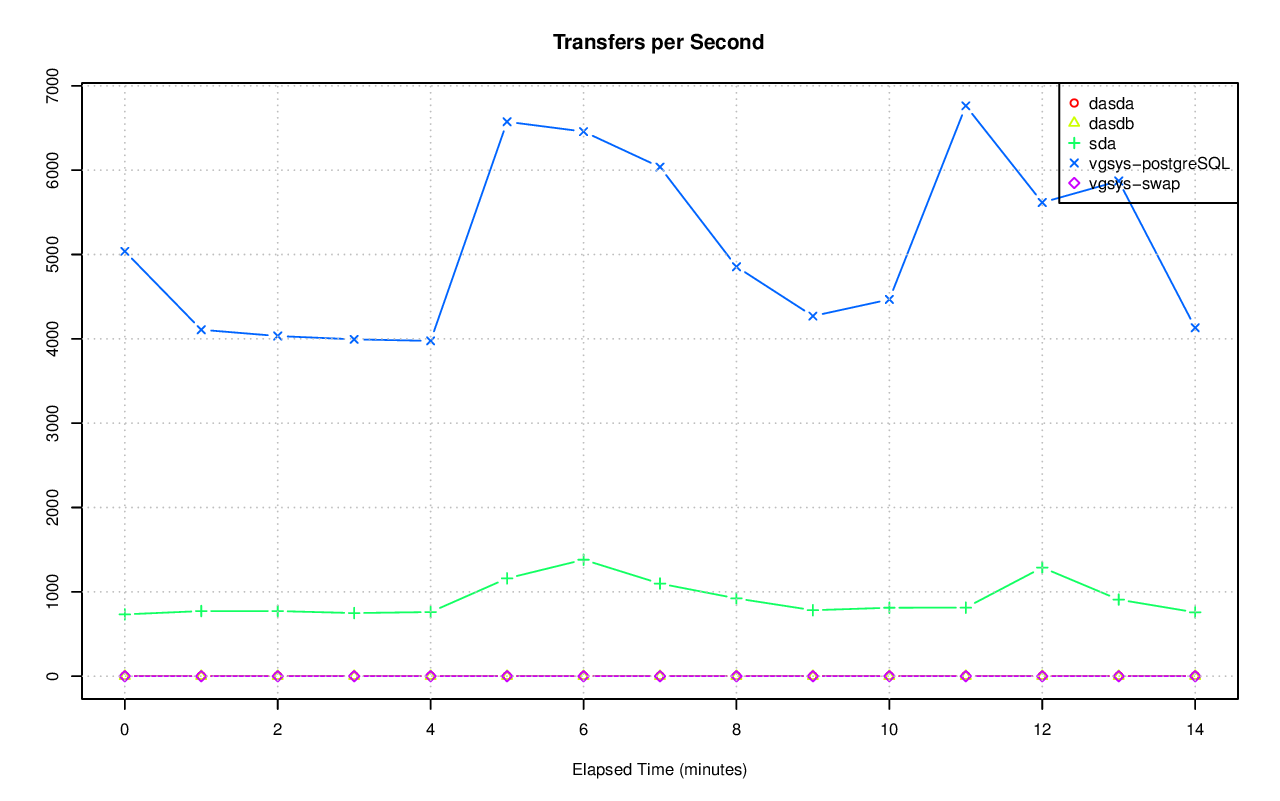 Transfers per Second
7000
6000
5000
4000
3000
2000
1000
0
dasda
dasdb
sda
vgsys−postgreSQL
vgsys−swap
0 2 4 6 8 10 12 14
Elapsed Time (minutes)